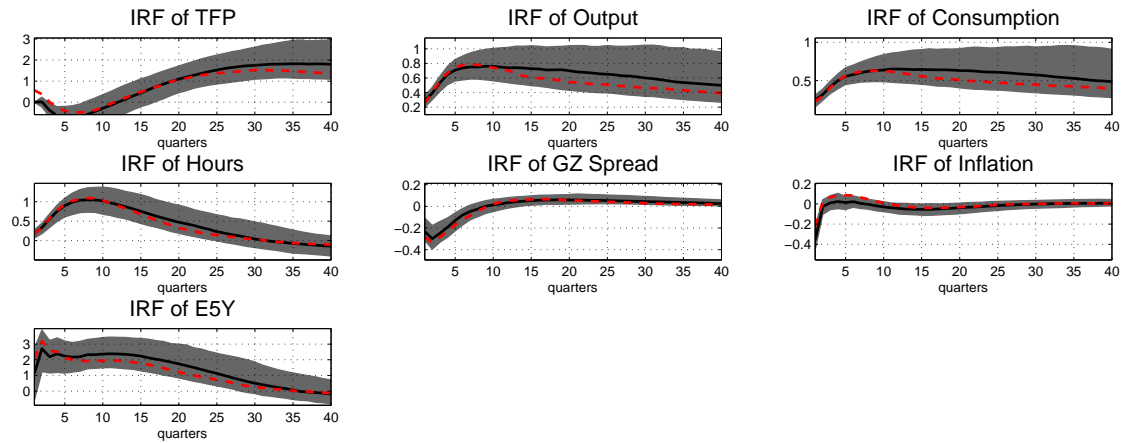 IRF of TFP
3
2
1
0
5 10 15 20 25 30 35 40
quarters
IRF of Output
1
0.8
0.6
0.4
0.2
5 10 15 20 25 30 35 40
quarters
IRF of Consumption
1
0.5
5 10 15 20 25 30 35 40
quarters
IRF of Hours
1
0.5
0
5 10 15 20 25 30 35 40
quarters
IRF of GZ Spread
0.2
0
−0.2
−0.4
5 10 15 20 25 30 35 40
quarters
IRF of Inflation
0.2
0
−0.2
−0.4
5 10 15 20 25 30 35 40
quarters
IRF of E5Y
3
2
1
0
5 10 15 20 25 30 35 40
quarters